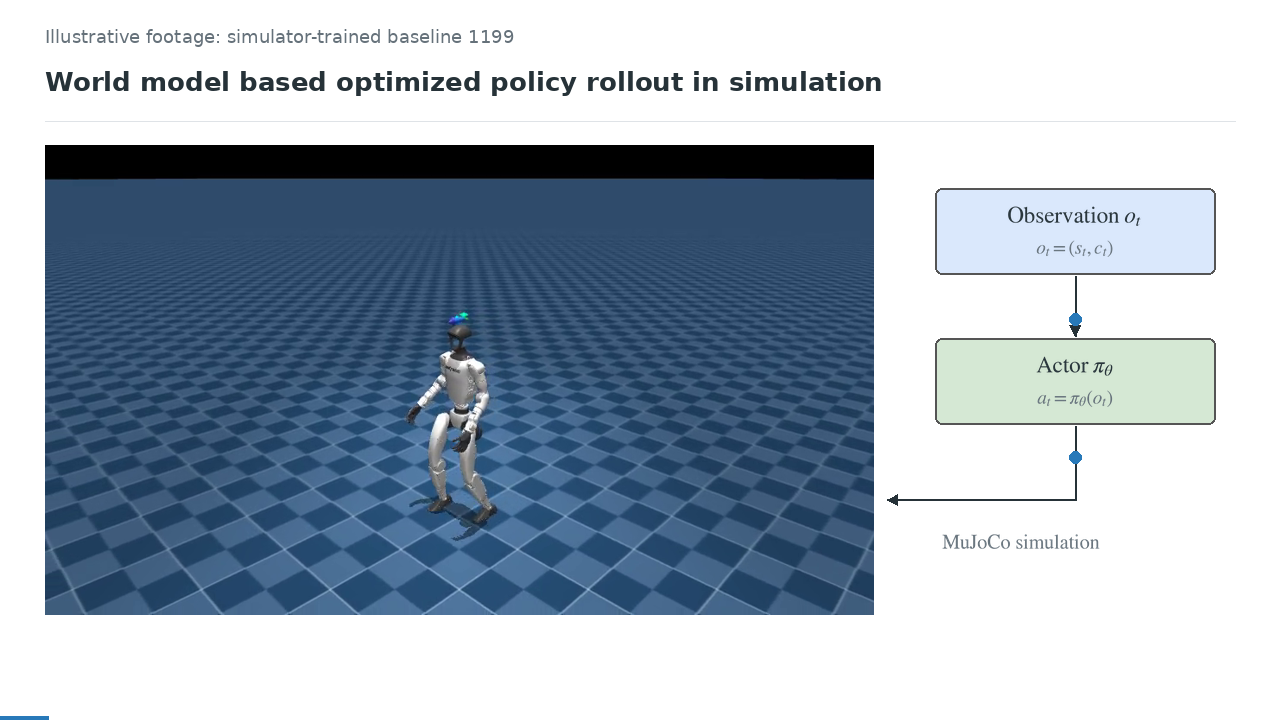 Illustrative footage: simulator-trained baseline 1199
World model based optimized policy rollout in simulation
Observation oₜ
oₜ = (sₜ, cₜ)
Actor π_θ
aₜ = π_θ(oₜ)
MuJoCo simulation